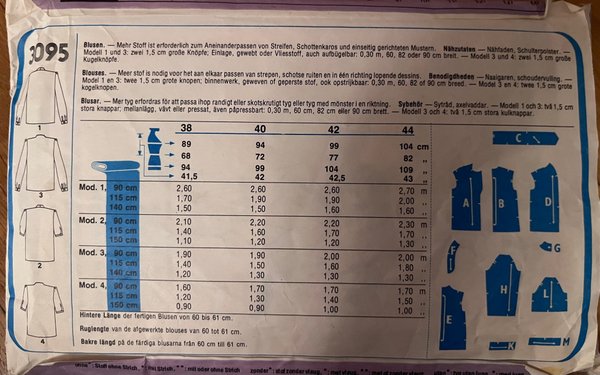 3095
Blusen. — Mehr Stoff ist erforderlich zum Aneinanderpassen von Streifen, Schottenkaros und einseitig gerichteten Mustern. Nähzutaten — Nähfaden, Schulterpolster. —
Modell 1 und 3: zwei 1,5 cm große Knöpfe; Einlage, gewebt oder Vliesstoff, auch aufbügelbar: 0,30 m, 60, 82 oder 90 cm breit. — Modell 3 und 4: zwei 1,5 cm große
Kugelknöpfe.
Blouses. — Meer stof is nodig voor het aan elkaar passen van strepen, schotse ruiten en in één richting lopende dessins. Benodigdheden — Naaigaren, schoudervulling. —
Model 1 en 3: twee 1,5 cm grote knopen; binnenwerk, geweven of geperste stof, ook opstrijkbaar: 0,30 m, 60, 82 of 90 cm breed. — Model 3 en 4: twee 1,5 cm grote
kogelknopen.
Blusar. — Mer tyg erfordras för att passa ihop randigt eller skotskrutigt tyg eller tyg med mönster i en riktning. Sybehör — Sytråd, axelvaddar. — Modell 1 och 3: två 1,5 cm
stora knappar; mellanlägg, vävt eller pressat, även påpressbart: 0,30 m, 60 cm, 82 cm eller 90 cm brett. — Modell 3 och 4: två 1,5 cm stora kulknappar.
38 40 42 44
89 94 99 104 cm
68 72 77 82 „
94 99 104 109 „
41,5 42 42,5 43 „
Mod. 1, 90 cm 2,60 2,60 2,60 2,70 m
115 cm 1,70 1,90 1,90 2,00 „
140 cm 1,50 1,50 1,60 1,60 „
Mod. 2, 90 cm 2,10 2,20 2,20 2,30 m
115 cm 1,40 1,60 1,70 1,70 „
150 cm 1,10 1,20 1,20 1,30 „
Mod. 3, 90 cm 1,90 1,90 2,00 2,00 m
115 cm 1,40 1,50 1,60 1,80 „
140 cm 1,20 1,30 1,30 1,30 „
Mod. 4, 90 cm 1,60 1,70 1,70 1,70 m
115 cm 1,20 1,30 1,40 1,50 „
150 cm 0,90 0,90 1,00 1,00 „
Hintere Länge der fertigen Blusen von 60 bis 61 cm.
Ruglengte van de afgewerkte blouses van 60 tot 61 cm.
Bakre längd på de färdiga blusarna från 60 cm till 61 cm.
1
3
2
4
C
A B D
F G
H L
E
K M